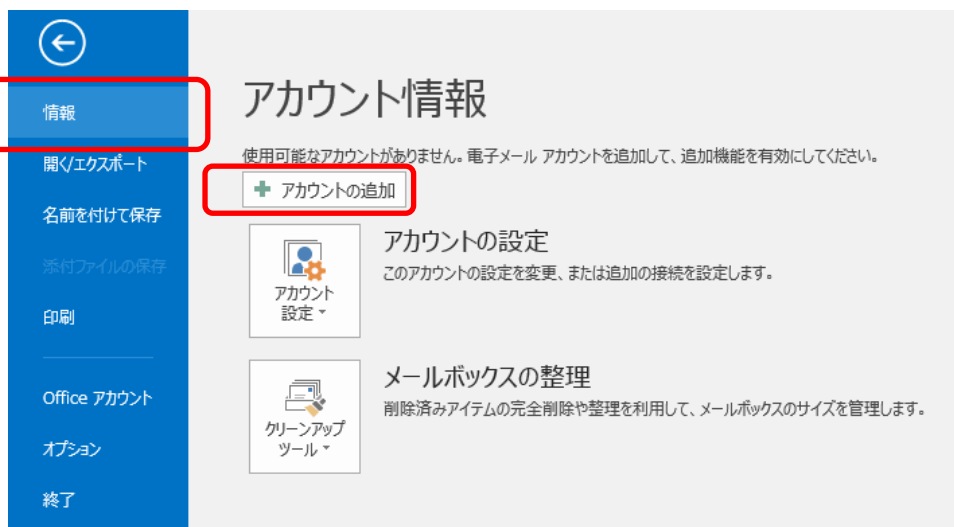 情報
開く/エクスポート
名前を付けて保存
添付ファイルの保存
印刷
Office アカウント
オプション
終了
アカウント情報
使用可能なアカウントがありません。電子メール アカウントを追加して、追加機能を有効にしてください。
アカウントの追加
アカウント
設定
アカウントの設定
このアカウントの設定を変更、または追加の接続を設定します。
クリーンアップ
ツール
メールボックスの整理
削除済みアイテムの完全削除や整理を利用して、メールボックスのサイズを管理します。